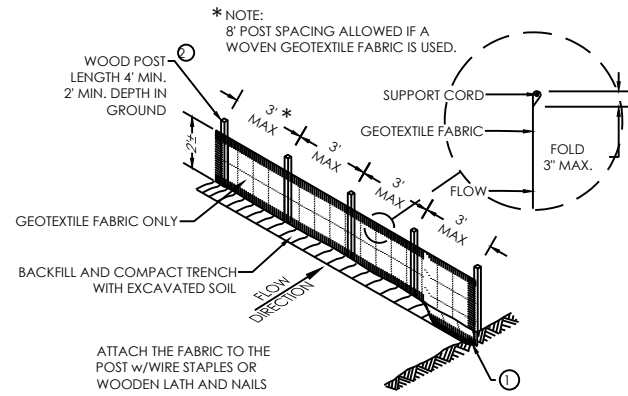 * NOTE:
8' POST SPACING ALLOWED IF A
WOVEN GEOTEXTILE FABRIC IS USED.
2
WOOD POST
LENGTH 4' MIN.
2' MIN. DEPTH IN
GROUND
3' *
MAX
3'
MAX
3'
MAX
3'
MAX
2'±
SUPPORT CORD
GEOTEXTILE FABRIC
FOLD
3" MAX.
FLOW
GEOTEXTILE FABRIC ONLY
BACKFILL AND COMPACT TRENCH
WITH EXCAVATED SOIL
FLOW
DIRECTION
ATTACH THE FABRIC TO THE
POST w/WIRE STAPLES OR
WOODEN LATH AND NAILS
1